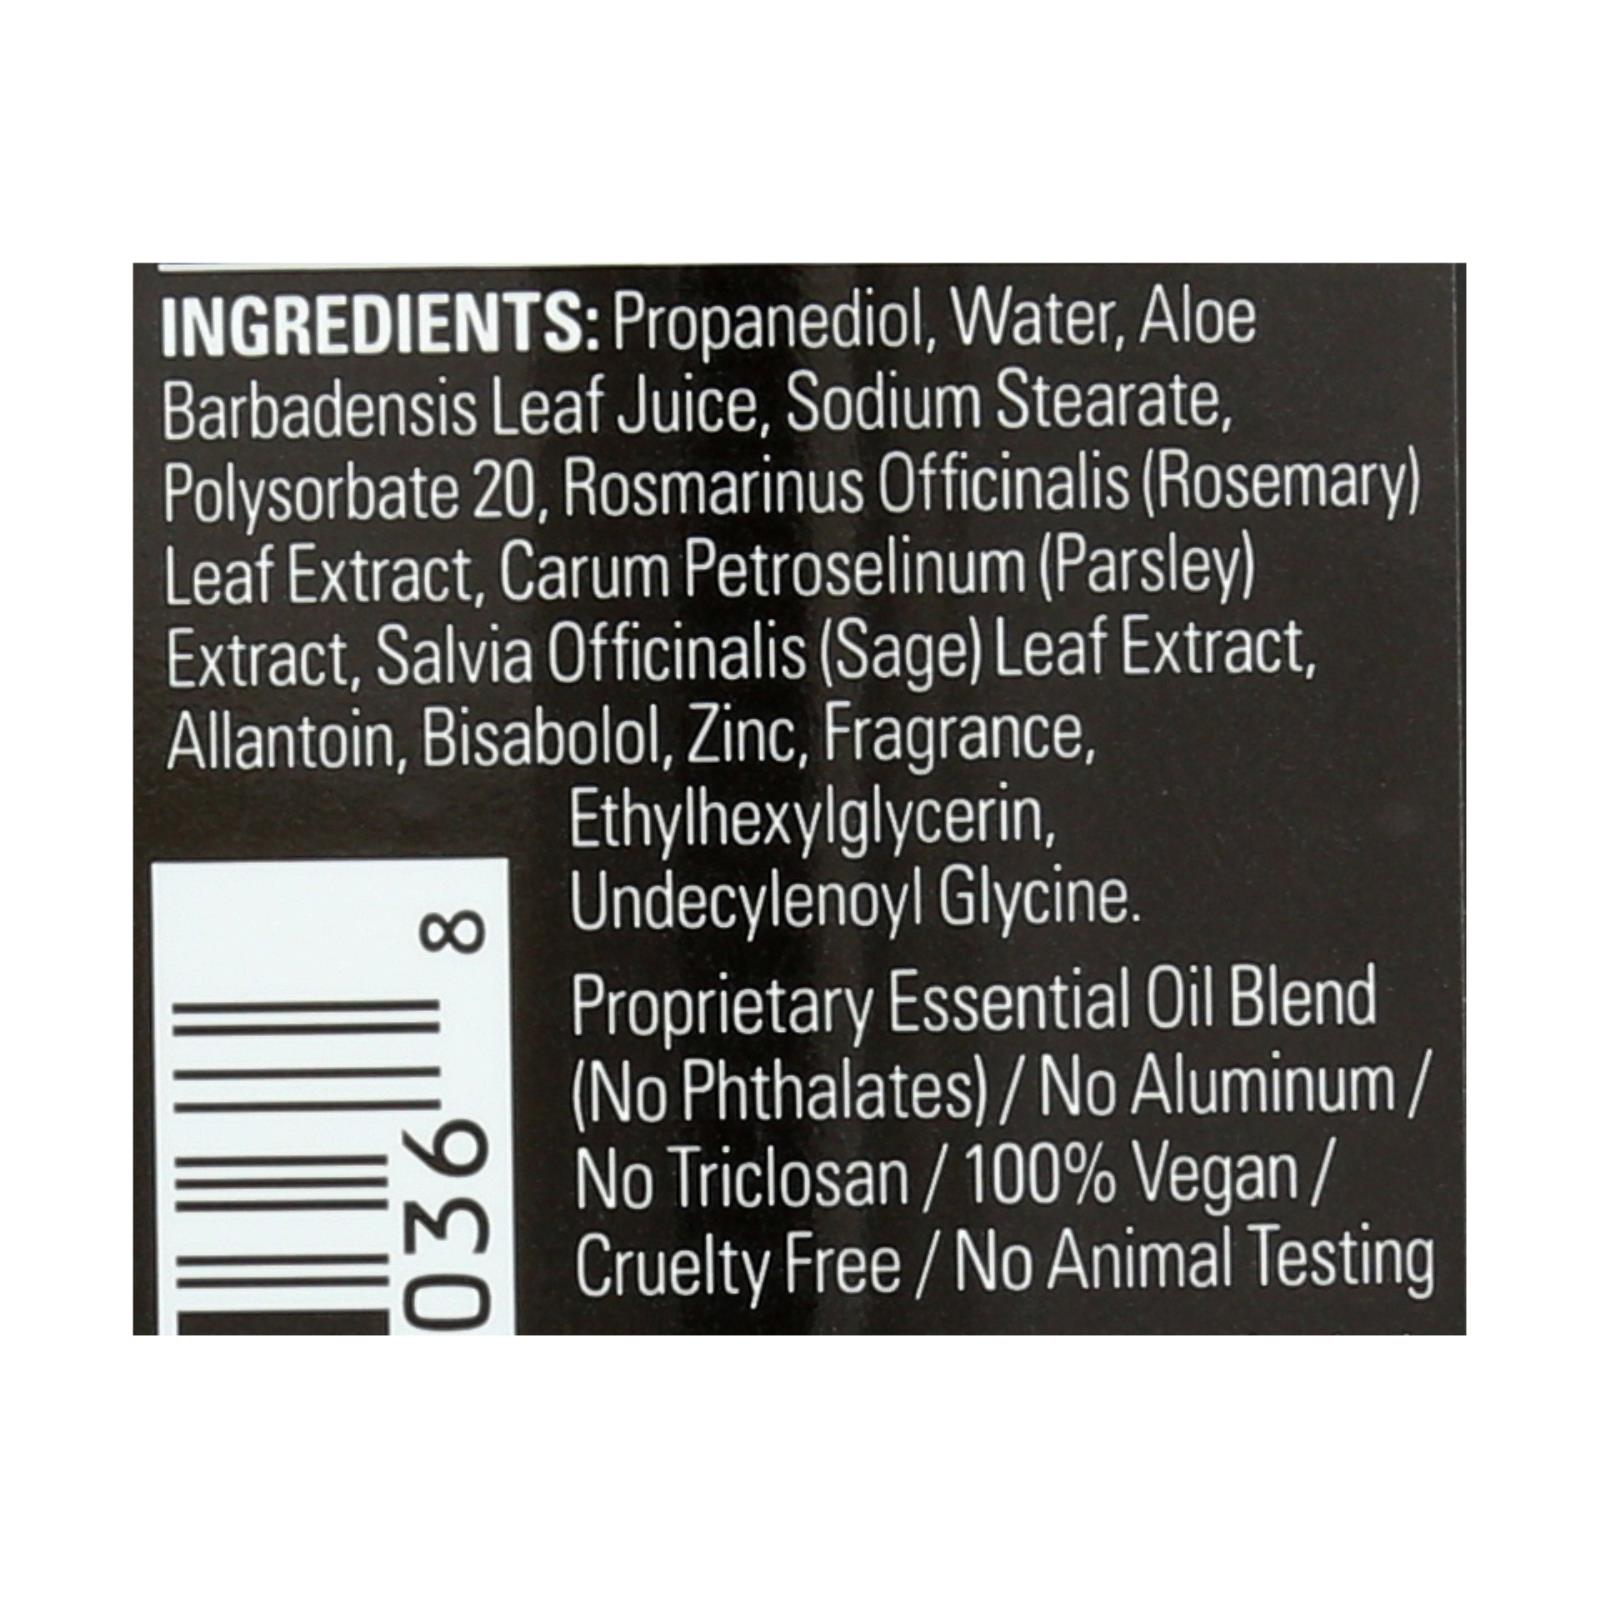 INGREDIENTS: Propanediol, Water, Aloe
Barbadensis Leaf Juice, Sodium Stearate,
Polysorbate 20, Rosmarinus Officinalis (Rosemary)
Leaf Extract, Carum Petroselinum (Parsley)
Extract, Salvia Officinalis (Sage) Leaf Extract,
Allantoin, Bisabolol, Zinc, Fragrance,
Ethylhexylglycerin,
Undecylenoyl Glycine.
Proprietary Essential Oil Blend
(No Phthalates) / No Aluminum /
No Triclosan / 100% Vegan /
Cruelty Free / No Animal Testing
036 8